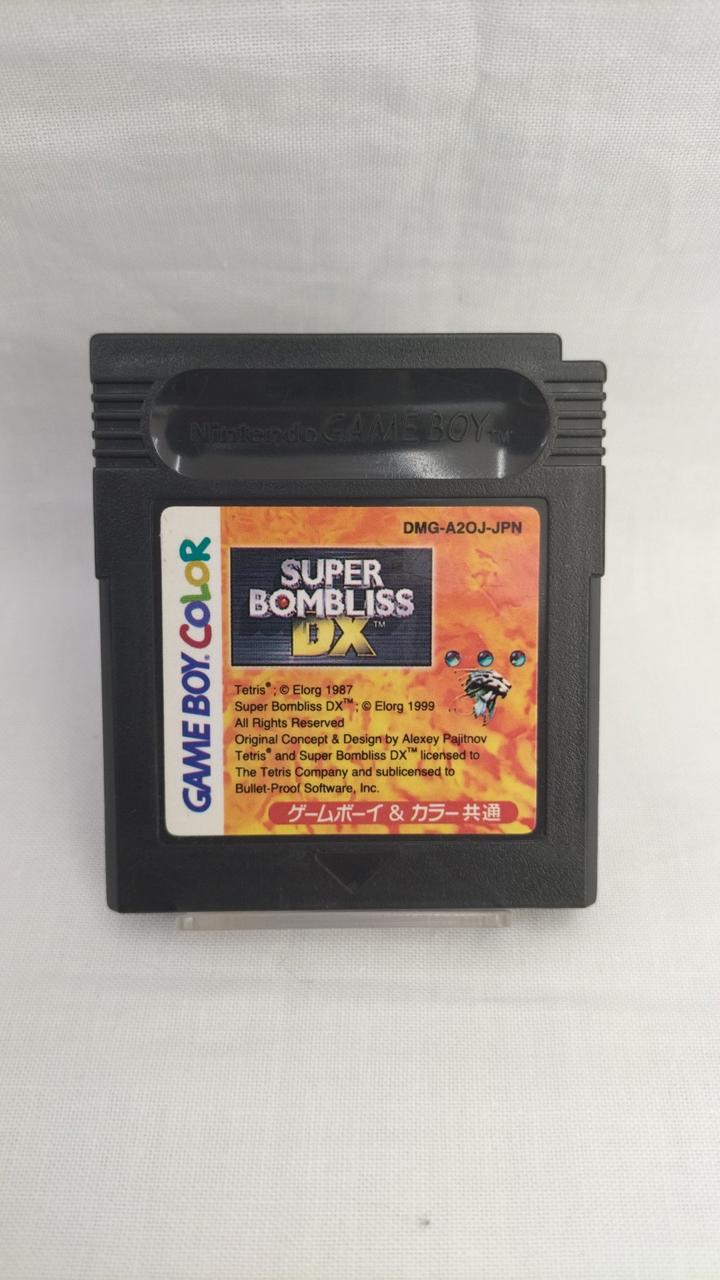 Nintendo GAME BOY™
GAME BOY COLOR
DMG-A2OJ-JPN
SUPER
BOMBLISS
DX™
Tetris®; © Elorg 1987
Super Bombliss DX™; © Elorg 1999
All Rights Reserved
Original Concept & Design by Alexey Pajitnov
Tetris® and Super Bombliss DX™ licensed to
The Tetris Company and sublicensed to
Bullet-Proof Software, Inc.
ゲームボーイ & カラー共通